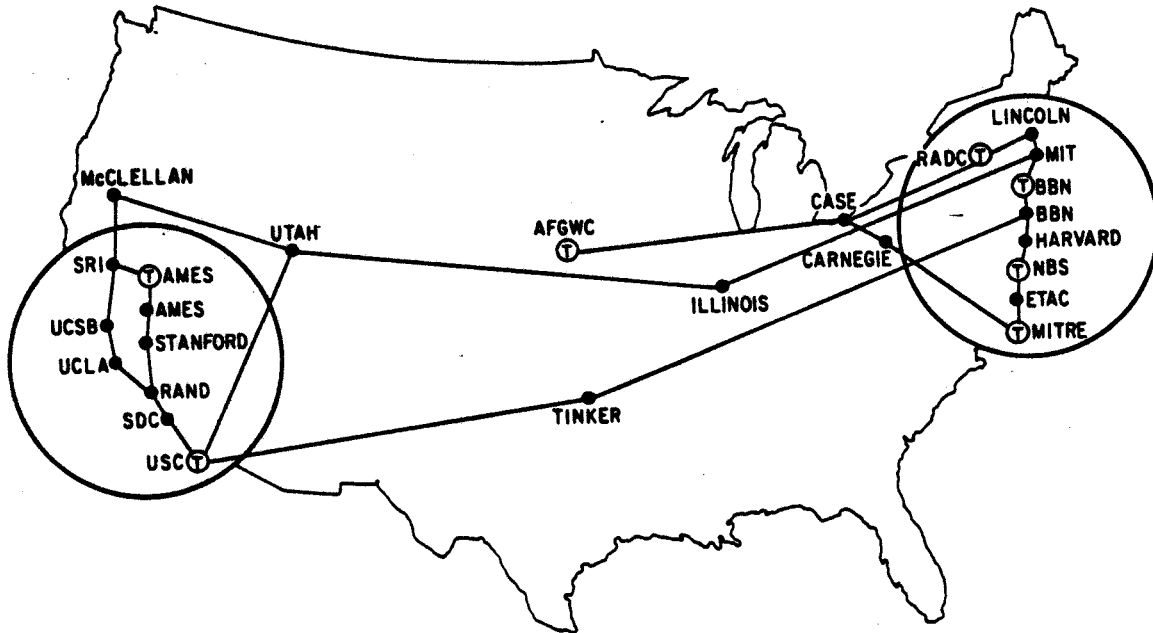 LINCOLN
RADC T
MIT
T BBN
McCLELLAN
CASE
BBN
UTAH
AFGWC
T
HARVARD
CARNEGIE
SRI
T AMES
T NBS
ILLINOIS
ETAC
AMES
UCSB
T MITRE
STANFORD
UCLA
RAND
TINKER
SDC
USC T